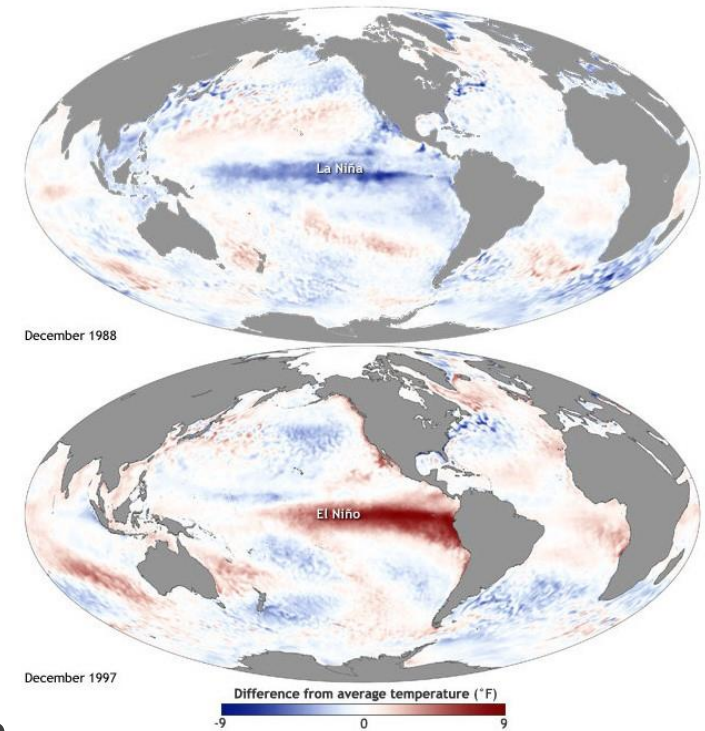 La Niña
December 1988
El Niño
December 1997
Difference from average temperature (°F)
-9 0 9